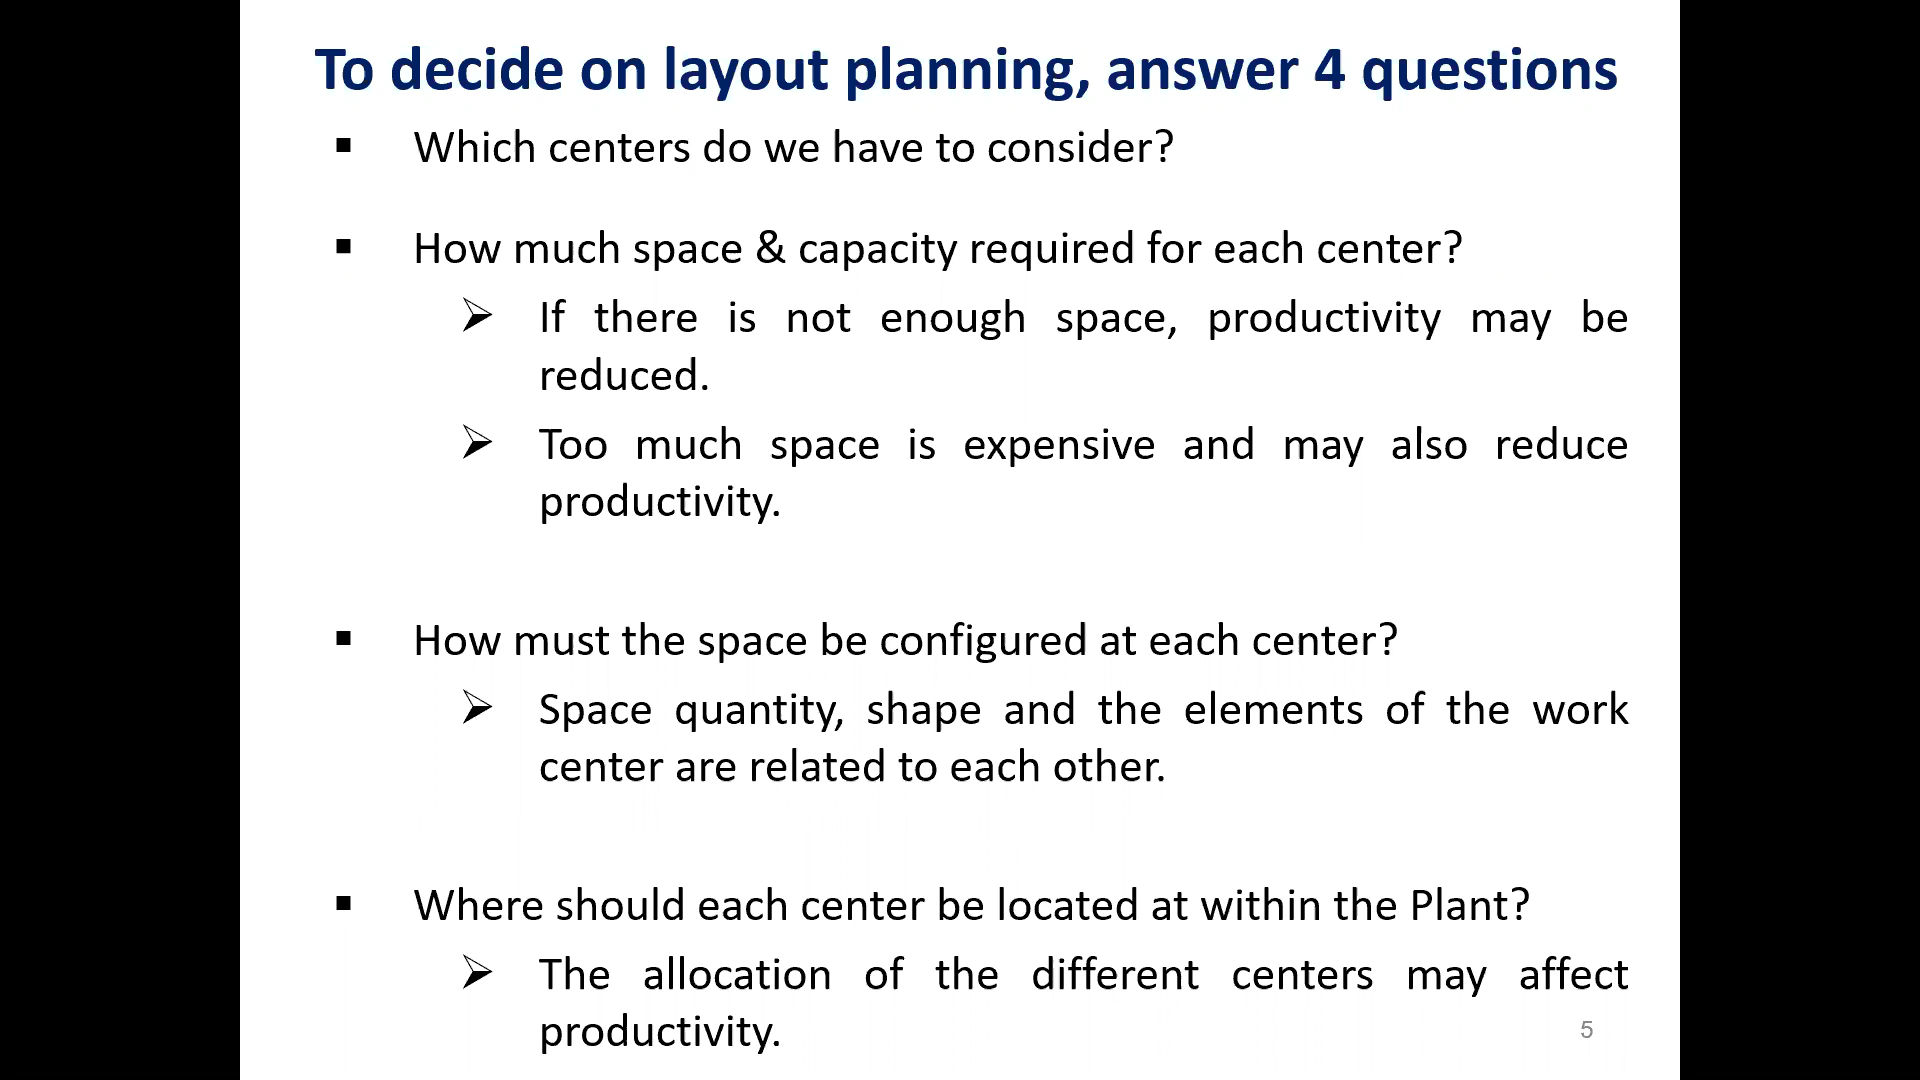 To decide on layout planning, answer 4 questions
▪ Which centers do we have to consider?
▪ How much space & capacity required for each center?
➢ If there is not enough space, productivity may be
reduced.
➢ Too much space is expensive and may also reduce
productivity.
▪ How must the space be configured at each center?
➢ Space quantity, shape and the elements of the work
center are related to each other.
▪ Where should each center be located at within the Plant?
➢ The allocation of the different centers may affect
productivity.
5